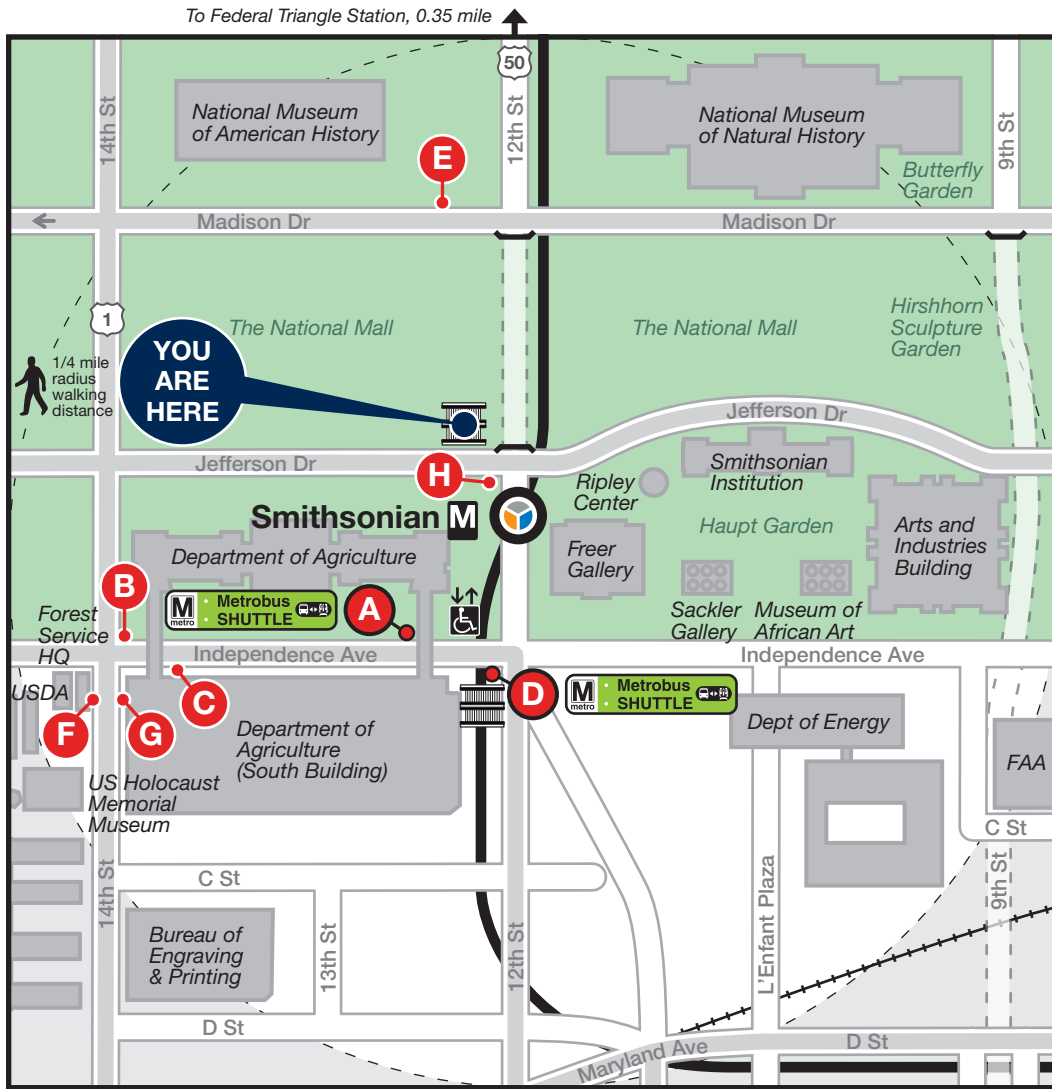 To Federal Triangle Station, 0.35 mile
50
14th St
National Museum
of American History
12th St
National Museum
of Natural History
9th St
E
Butterfly
Garden
Madison Dr
Madison Dr
1
The National Mall
The National Mall
Hirshhorn
Sculpture
Garden
YOU
ARE
HERE
1/4 mile
radius
walking
distance
Jefferson Dr
Jefferson Dr
H
Ripley
Center
Smithsonian
Institution
Smithsonian M
Haupt Garden
Arts and
Industries
Building
Department of Agriculture
Freer
Gallery
B
M
metro
Metrobus
SHUTTLE
A
Forest
Service
HQ
Sackler
Gallery
Museum of
African Art
Independence Ave
Independence Ave
USDA
C
D
M
metro
Metrobus
SHUTTLE
F
G
Department of
Agriculture
(South Building)
Dept of Energy
FAA
US Holocaust
Memorial
Museum
C St
C St
14th St
13th St
12th St
L'Enfant Plaza
9th St
Bureau of
Engraving
& Printing
D St
Maryland Ave
D St